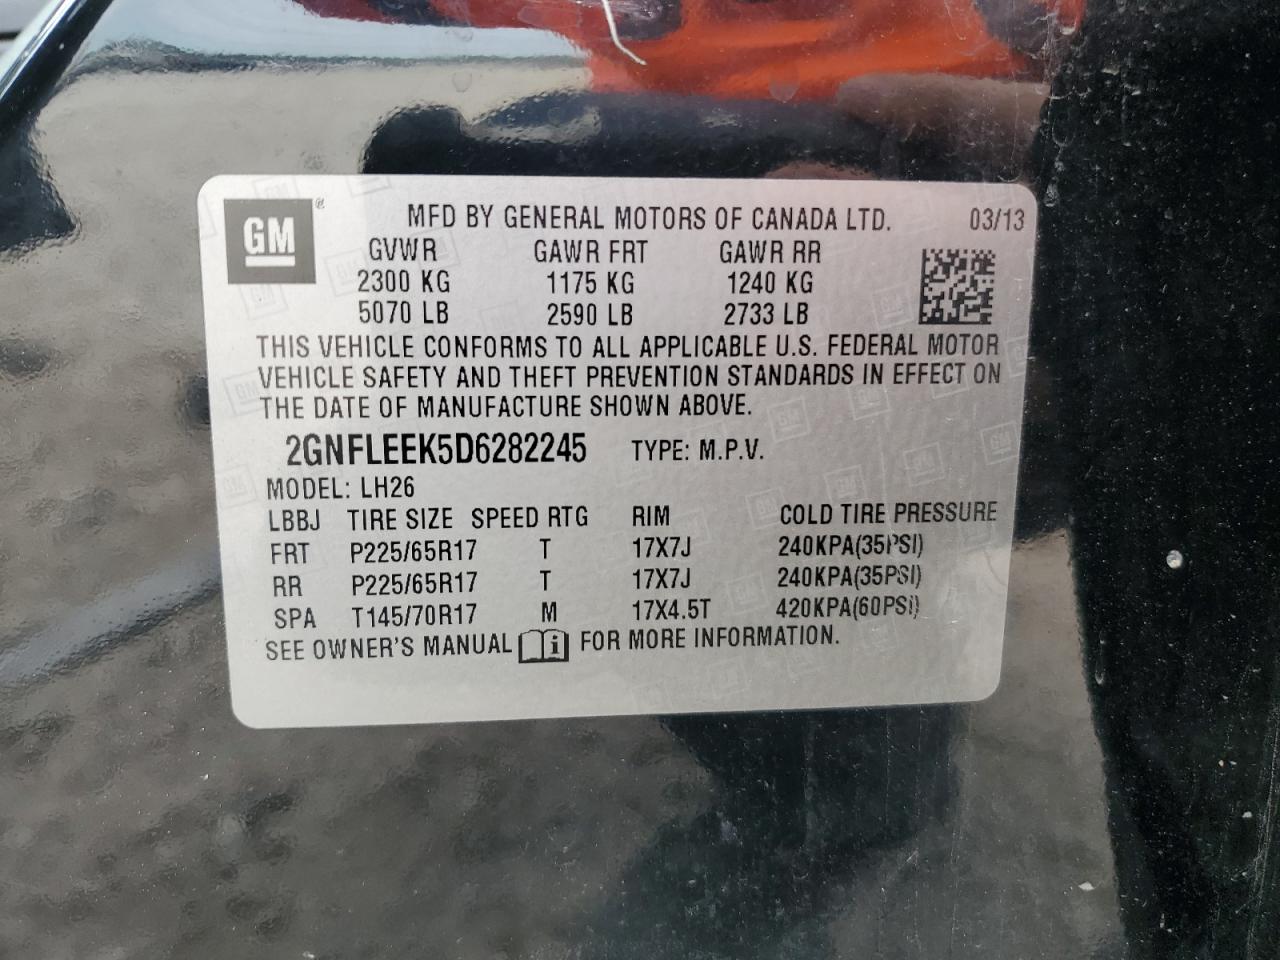 GM ® MFD BY GENERAL MOTORS OF CANADA LTD. 03/13
GVWR GAWR FRT GAWR RR
2300 KG 1175 KG 1240 KG
5070 LB 2590 LB 2733 LB
THIS VEHICLE CONFORMS TO ALL APPLICABLE U.S. FEDERAL MOTOR
VEHICLE SAFETY AND THEFT PREVENTION STANDARDS IN EFFECT ON
THE DATE OF MANUFACTURE SHOWN ABOVE.
2GNFLEEK5D6282245 TYPE: M.P.V.
MODEL: LH26
LBBJ TIRE SIZE SPEED RTG RIM COLD TIRE PRESSURE
FRT P225/65R17 T 17X7J 240KPA(35PSI)
RR P225/65R17 T 17X7J 240KPA(35PSI)
SPA T145/70R17 M 17X4.5T 420KPA(60PSI)
SEE OWNER'S MANUAL i FOR MORE INFORMATION.